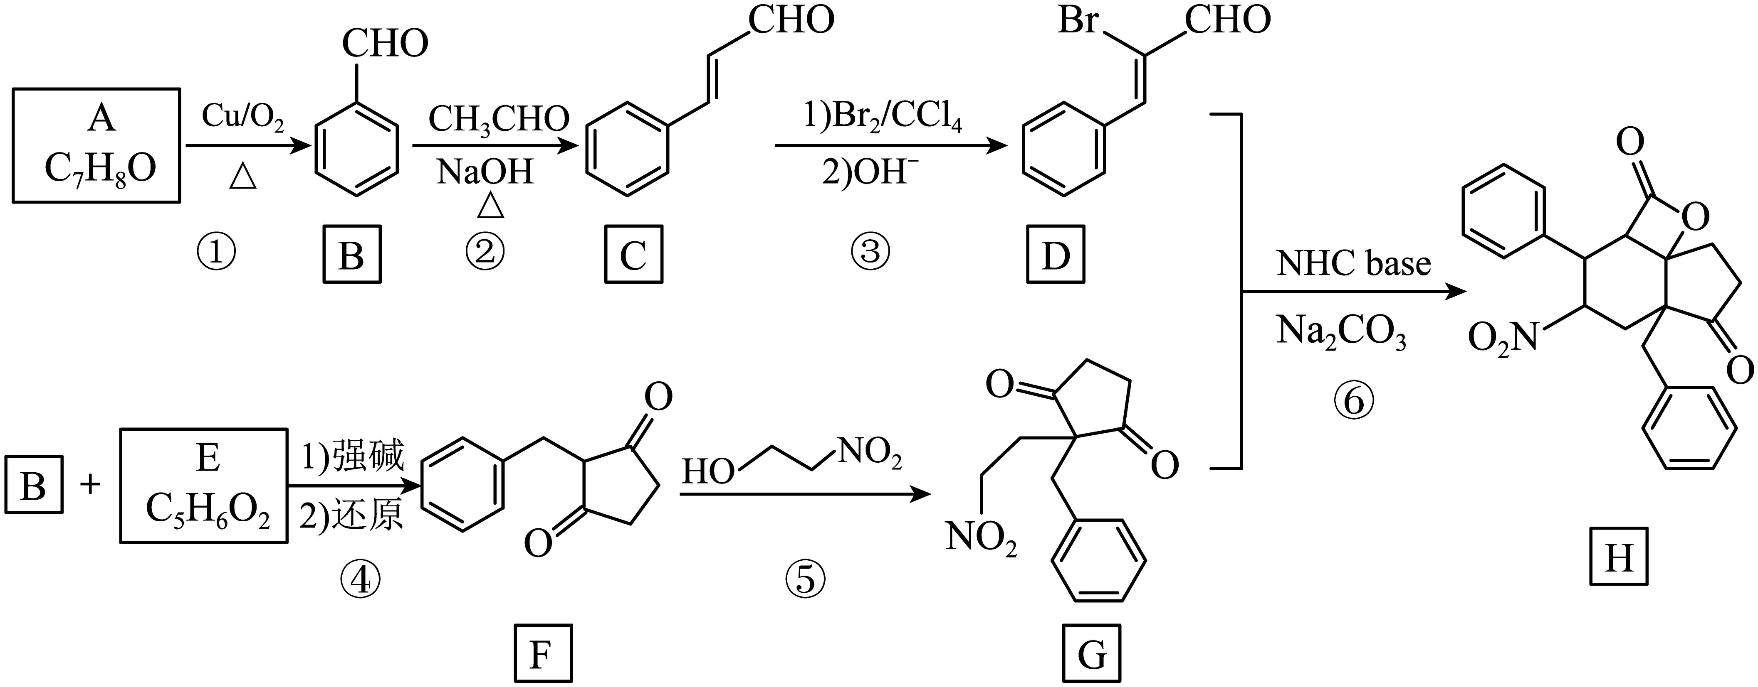 A
C₇H₈O
Cu/O₂
△
①
CHO
B
CH₃CHO
NaOH
△
②
CHO
C
1)Br₂/CCl₄
2)OH⁻
③
Br
CHO
D
B
+
E
C₅H₆O₂
1)强碱
2)还原
④
O
O
F
HO
NO₂
⑤
O
O
NO₂
G
NHC base
Na₂CO₃
⑥
O
O
O₂N
O
H